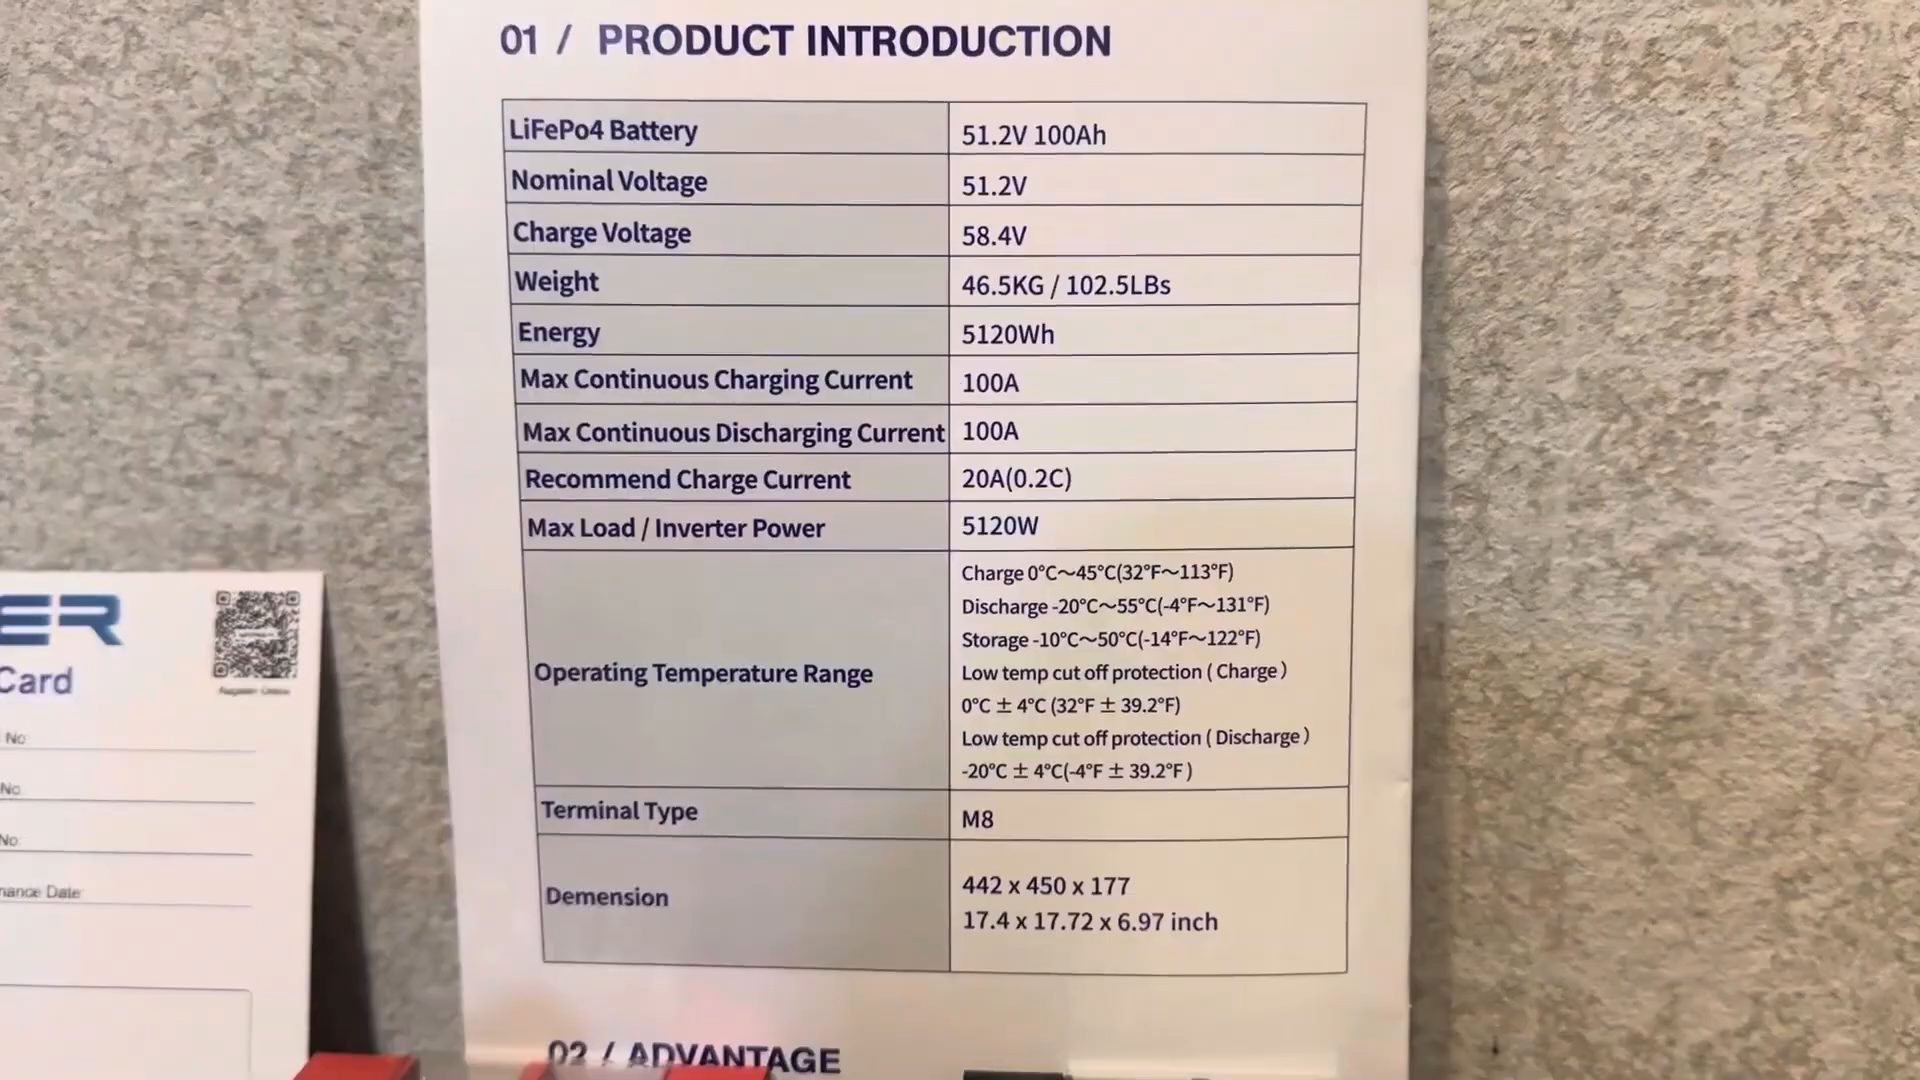 01 / PRODUCT INTRODUCTION
LiFePo4 Battery 51.2V 100Ah
Nominal Voltage 51.2V
Charge Voltage 58.4V
Weight 46.5KG / 102.5LBs
Energy 5120Wh
Max Continuous Charging Current 100A
Max Continuous Discharging Current 100A
Recommend Charge Current 20A(0.2C)
Max Load / Inverter Power 5120W
Operating Temperature Range
Charge 0°C～45°C(32°F～113°F)
Discharge -20°C～55°C(-4°F～131°F)
Storage -10°C～50°C(-14°F～122°F)
Low temp cut off protection ( Charge )
0°C ± 4°C (32°F ± 39.2°F)
Low temp cut off protection ( Discharge )
-20°C ± 4°C(-4°F ± 39.2°F )
Terminal Type M8
Demension
442 x 450 x 177
17.4 x 17.72 x 6.97 inch
02 / ADVANTAGE
ER
Card
No:
No:
No:
nance Date: